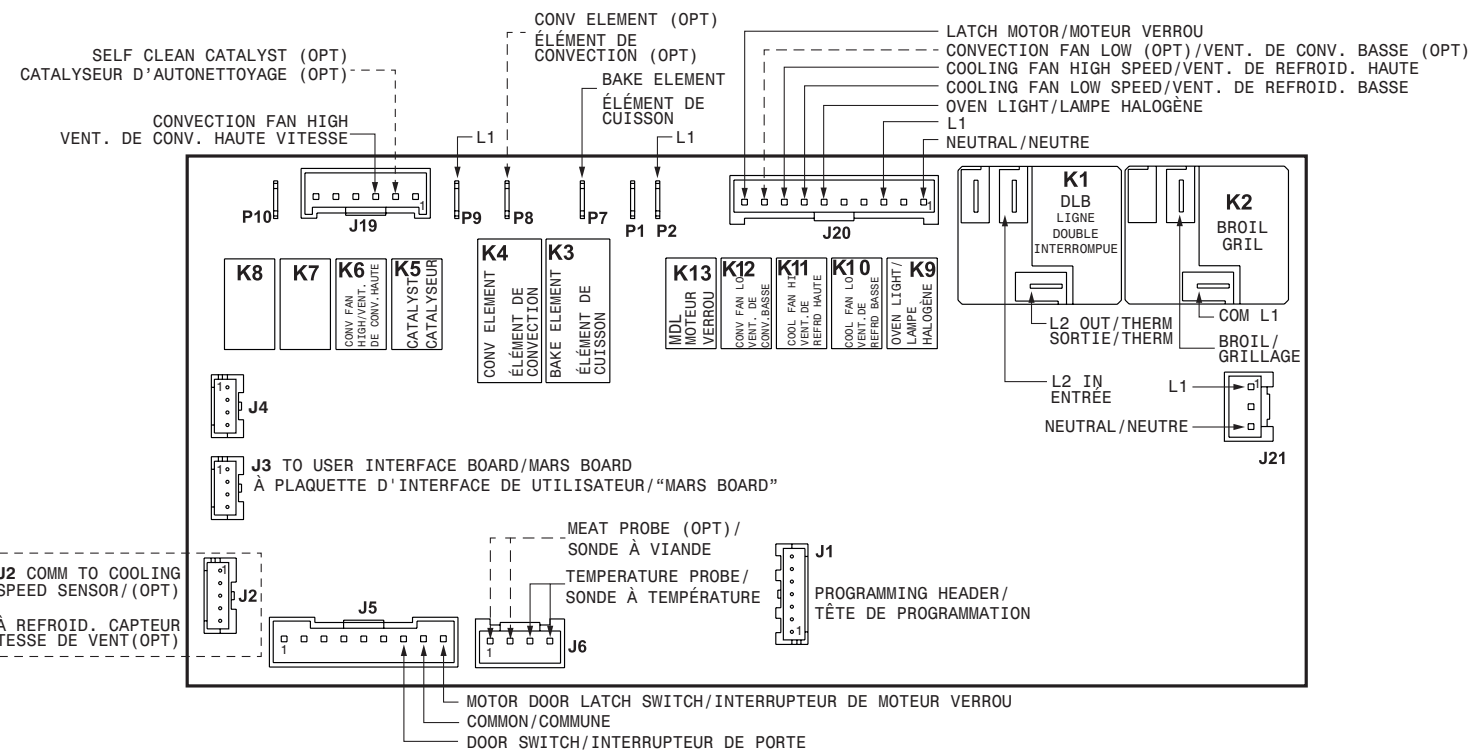 CONV ELEMENT (OPT)
ÉLÉMENT DE
CONVECTION (OPT)
SELF CLEAN CATALYST (OPT)
CATALYSEUR D'AUTONETTOYAGE (OPT)
BAKE ELEMENT
ÉLÉMENT DE
CUISSON
CONVECTION FAN HIGH
VENT. DE CONV. HAUTE VITESSE
L1
L1
LATCH MOTOR/MOTEUR VERROU
CONVECTION FAN LOW (OPT)/VENT. DE CONV. BASSE (OPT)
COOLING FAN HIGH SPEED/VENT. DE REFROID. HAUTE
COOLING FAN LOW SPEED/VENT. DE REFROID. BASSE
OVEN LIGHT/LAMPE HALOGÈNE
L1
NEUTRAL/NEUTRE
P10
1
J19
P9
P8
P7
P1
P2
1
J20
K1
DLB
LIGNE
DOUBLE
INTERROMPUE
K2
BROIL
GRIL
K8
K7
K6
CONV FAN
HIGH/VENT.
DE CONV.HAUTE
K5
CATALYST
CATALYSEUR
K4
CONV ELEMENT
ÉLÉMENT DE
CONVECTION
K3
BAKE ELEMENT
ÉLÉMENT DE
CUISSON
K13
MDL
MOTEUR
VERROU
K12
CONV FAN LO
VENT. DE
CONV.BASSE
K11
COOL FAN HI
VENT.DE
REFRD HAUTE
K10
COOL FAN LO
VENT.DE
REFRD BASSE
K9
OVEN LIGHT/
LAMPE
HALOGÈNE
L2 OUT/THERM
SORTIE/THERM
COM L1
BROIL/
GRILLAGE
L2 IN
ENTRÉE
L1
1
NEUTRAL/NEUTRE
J21
1
J4
1
J3 TO USER INTERFACE BOARD/MARS BOARD
À PLAQUETTE D'INTERFACE DE UTILISATEUR/“MARS BOARD”
J2 COMM TO COOLING
SPEED SENSOR/(OPT)
À REFROID. CAPTEUR
TESSE DE VENT(OPT)
1
J2
J5
1
MEAT PROBE (OPT)/
SONDE À VIANDE
TEMPERATURE PROBE/
SONDE À TEMPÉRATURE
1
J6
J1
PROGRAMMING HEADER/
TÊTE DE PROGRAMMATION
1
MOTOR DOOR LATCH SWITCH/INTERRUPTEUR DE MOTEUR VERROU
COMMON/COMMUNE
DOOR SWITCH/INTERRUPTEUR DE PORTE